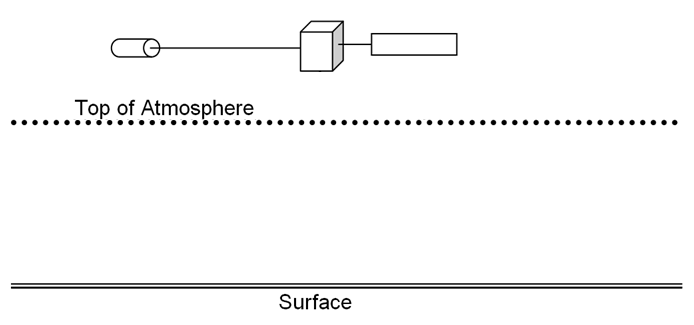 Top of Atmosphere
Surface